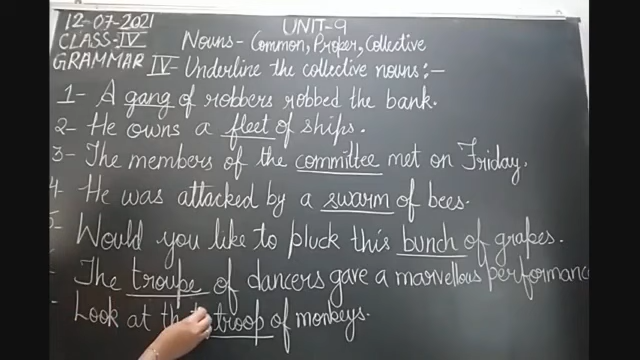 12-07-2021
UNIT-9
CLASS-IV
Nouns- Common, Proper, Collective
GRAMMAR
IV- Underline the collective nouns:-
1- A gang of robbers robbed the bank.
2- He owns a fleet of ships.
3- The members of the committee met on Friday.
4- He was attacked by a swarm of bees.
5- Would you like to pluck this bunch of grapes.
The troupe of dancers gave a marvellous performance
Look at troop of monkeys.